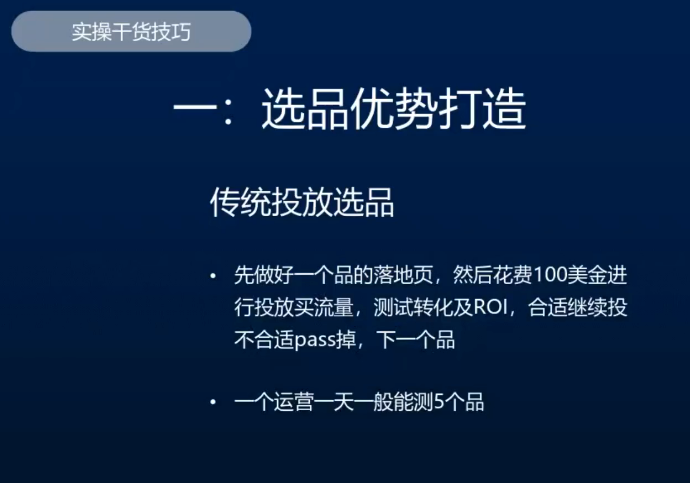 实操干货技巧
一：选品优势打造
传统投放选品
• 先做好一个品的落地页，然后花费100美金进
行投放买流量，测试转化及ROI，合适继续投
不合适pass掉，下一个品
• 一个运营一天一般能测5个品